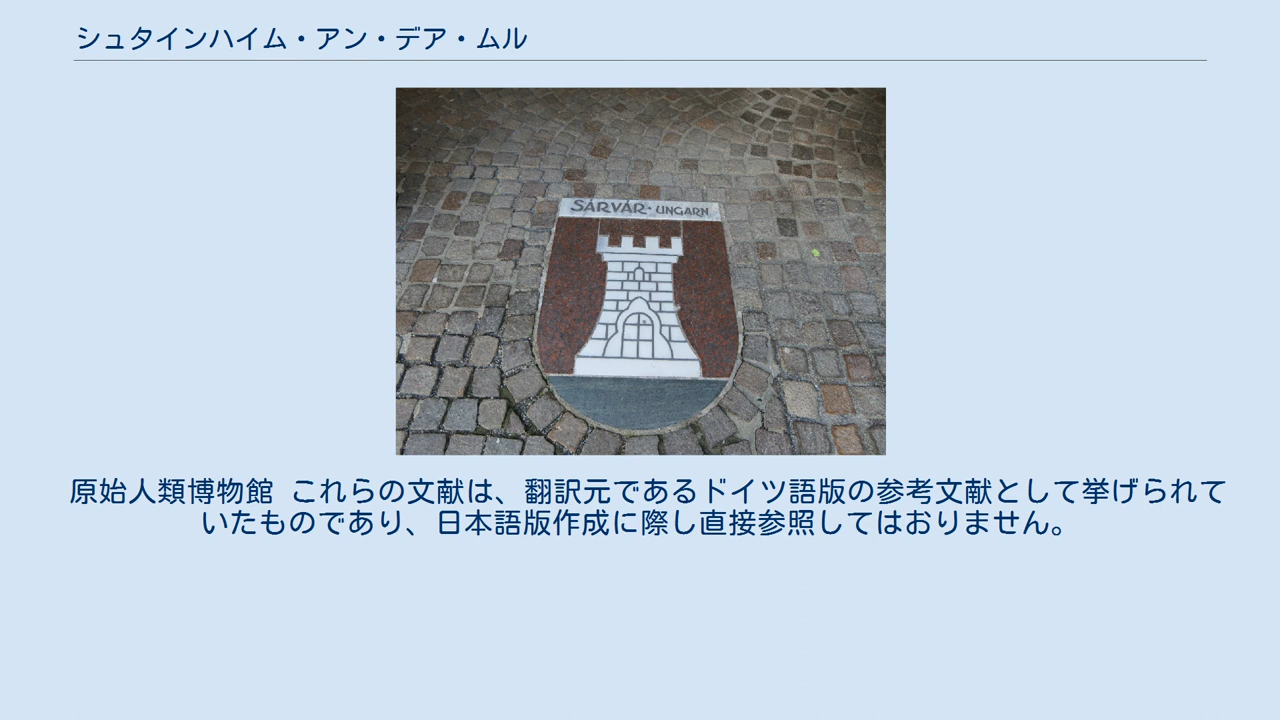 シュタインハイム・アン・デア・ムル
SÁRVÁR· UNGARN
原始人類博物館 これらの文献は、翻訳元であるドイツ語版の参考文献として挙げられて
いたものであり、日本語版作成に際し直接参照してはおりません。